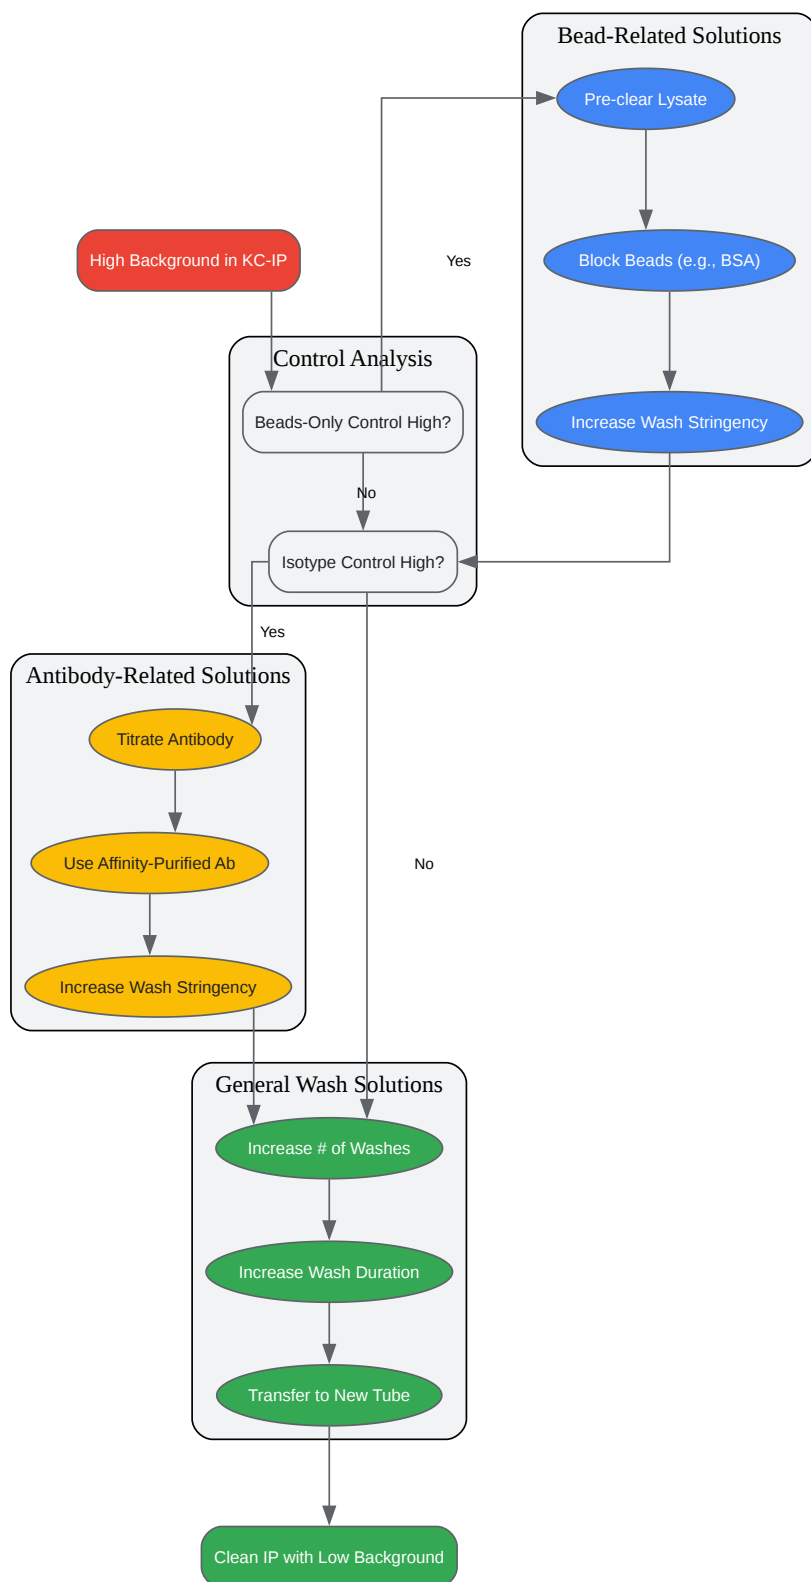 Bead-Related Solutions
Pre-clear Lysate
High Background in KC-IP
Yes
Block Beads (e.g., BSA)
Control Analysis
Beads-Only Control High?
Increase Wash Stringency
No
Isotype Control High?
Yes
Antibody-Related Solutions
Titrate Antibody
Use Affinity-Purified Ab
No
Increase Wash Stringency
General Wash Solutions
Increase # of Washes
Increase Wash Duration
Transfer to New Tube
Clean IP with Low Background